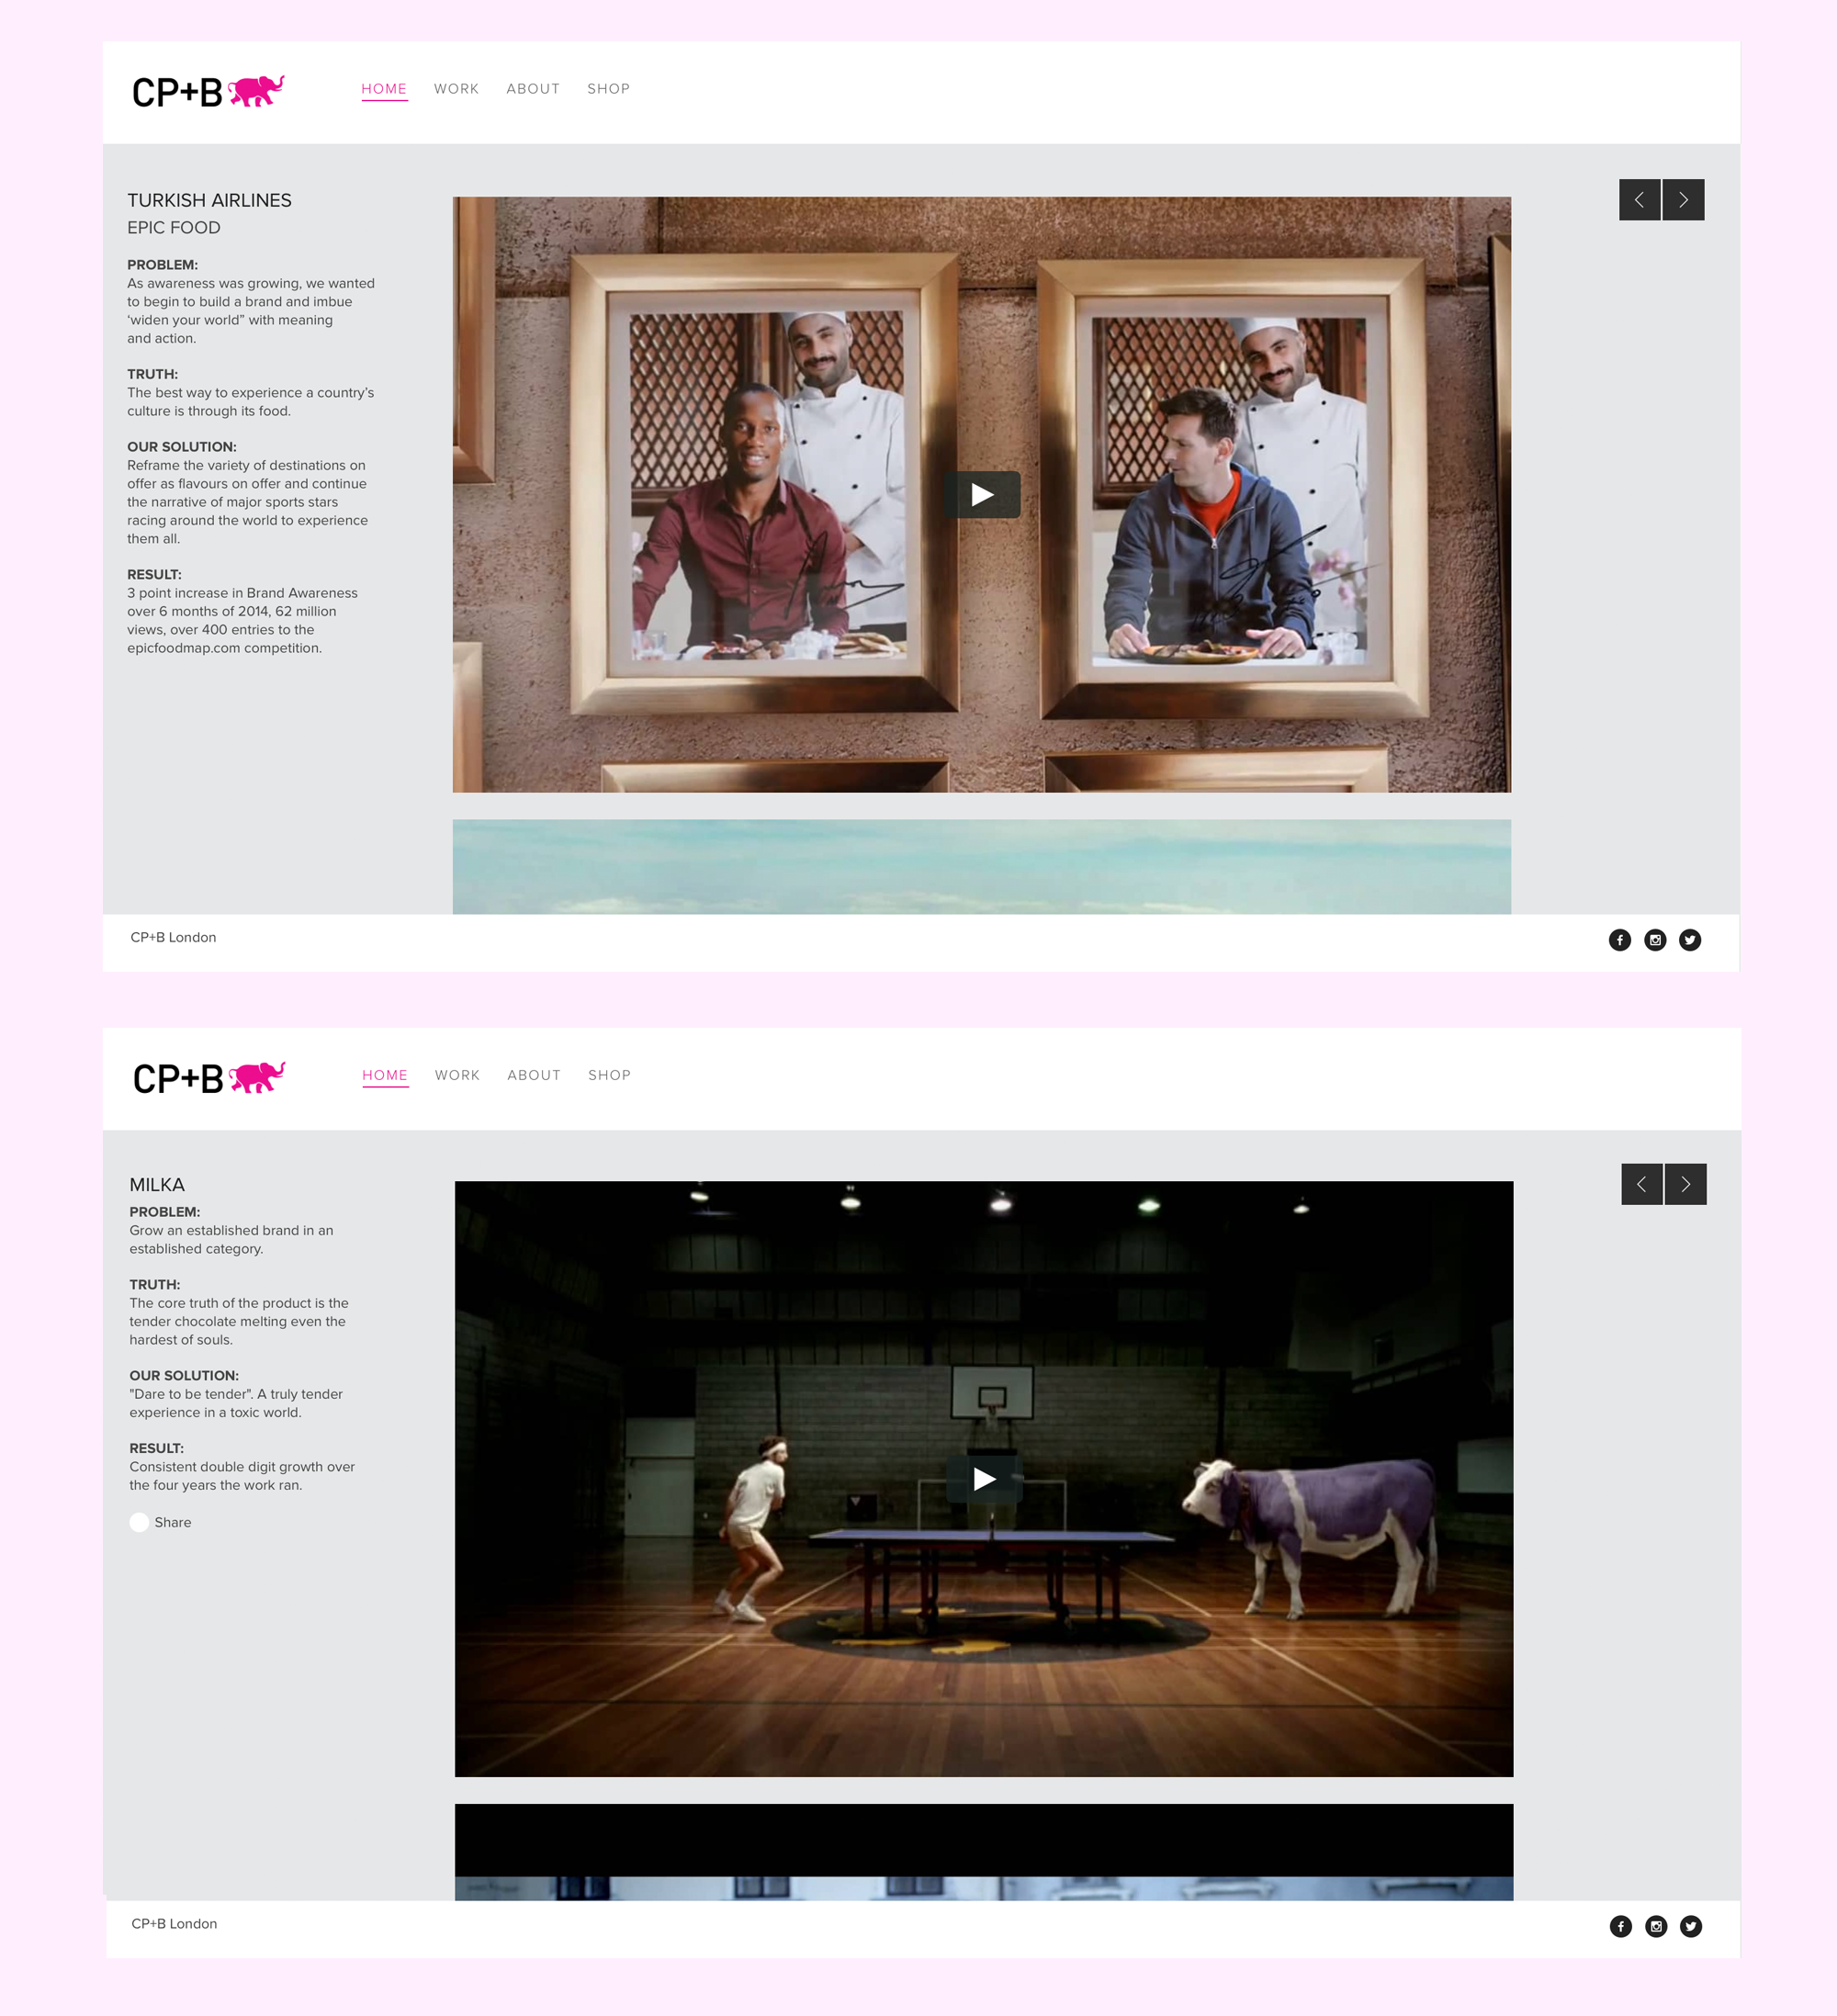 CP+B
HOME WORK ABOUT SHOP
TURKISH AIRLINES
EPIC FOOD
PROBLEM:
As awareness was growing, we wanted
to begin to build a brand and imbue
‘widen your world” with meaning
and action.
TRUTH:
The best way to experience a country’s
culture is through its food.
OUR SOLUTION:
Reframe the variety of destinations on
offer as flavours on offer and continue
the narrative of major sports stars
racing around the world to experience
them all.
RESULT:
3 point increase in Brand Awareness
over 6 months of 2014, 62 million
views, over 400 entries to the
epicfoodmap.com competition.
CP+B London
CP+B
HOME WORK ABOUT SHOP
MILKA
PROBLEM:
Grow an established brand in an
established category.
TRUTH:
The core truth of the product is the
tender chocolate melting even the
hardest of souls.
OUR SOLUTION:
"Dare to be tender". A truly tender
experience in a toxic world.
RESULT:
Consistent double digit growth over
the four years the work ran.
Share
CP+B London